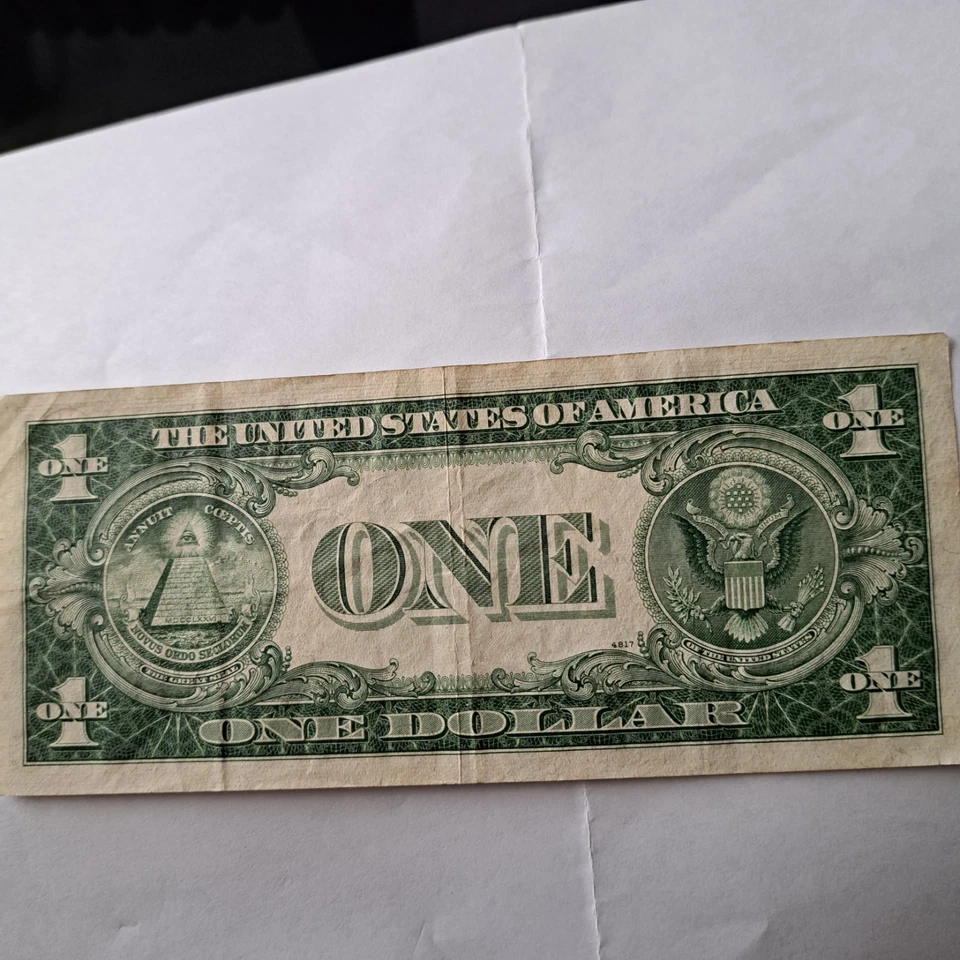 THE UNITED STATES OF AMERICA
1 ONE
1 ONE
ANNUIT CŒPTIS
MDCCLXXVI
NOVUS ORDO SECLORUM
THE GREAT SEAL
ONE
4817
OF THE UNITED STATES
1 ONE
1 ONE
ONE DOLLAR